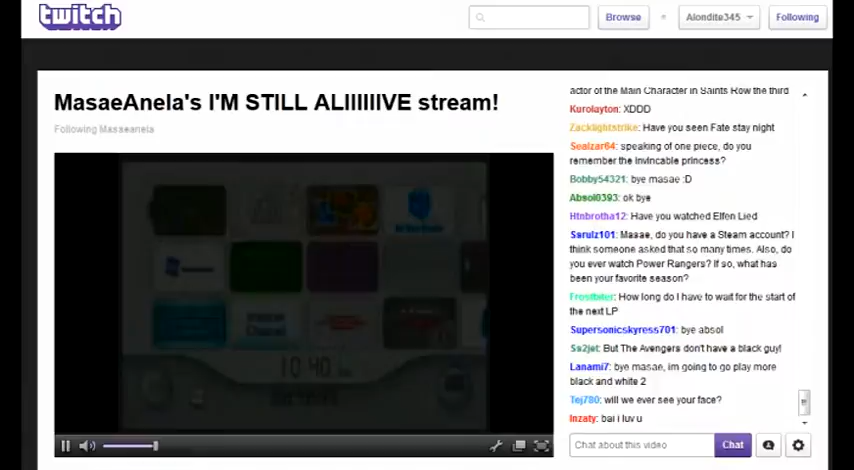 twitch
Browse
Alondite345
Following
MasaeAnela's I'M STILL ALIIIIIIVE stream!
Following Masaeanela
10:40
actor of the Main Character in Saints Row the third
Kurolayton: XDDD
Zacklightstrike: Have you seen Fate stay night
Sealzar64: speaking of one piece, do you
remember the invincable princess?
Bobby54321: bye masae :D
Absol0393: ok bye
Htnbrotha12: Have you watched Elfen Lied
Ssrulz101: Masae, do you have a Steam account? I
think someone asked that so many times. Also, do
you ever watch Power Rangers? If so, what has
been your favorite season?
Frostbiter: How long do I have to wait for the start of
the next LP
Supersonicskyress701: bye absol
Ss2jet: But The Avengers don't have a black guy!
Lanami7: bye masae, im going to go play more
black and white 2
Tej780: will we ever see your face?
Inzaty: bai i luv u
Chat about this video
Chat